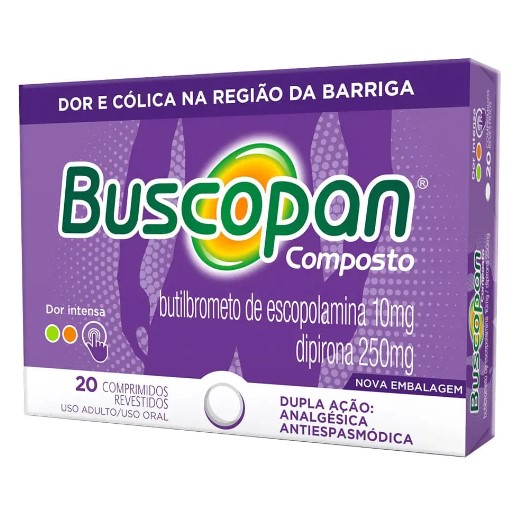 DOR E CÓLICA NA REGIÃO DA BARRIGA
Buscopan®
Composto
butilbrometo de escopolamina 10mg
dipirona 250mg
Dor intensa
NOVA EMBALAGEM
20 COMPRIMIDOS
REVESTIDOS
USO ADULTO/USO ORAL
DUPLA AÇÃO:
ANALGÉSICA
ANTIESPASMÓDICA
Dor intensa
20
Buscopan